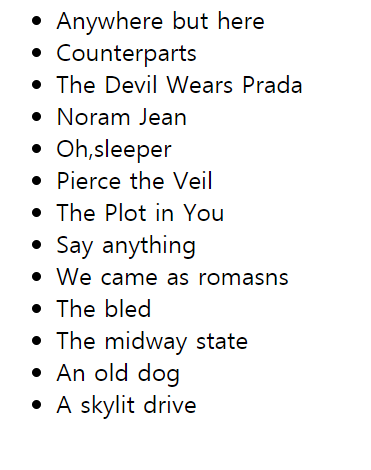 Anywhere but here
Counterparts
The Devil Wears Prada
Noram Jean
Oh,sleeper
Pierce the Veil
The Plot in You
Say anything
We came as romasns
The bled
The midway state
An old dog
A skylit drive